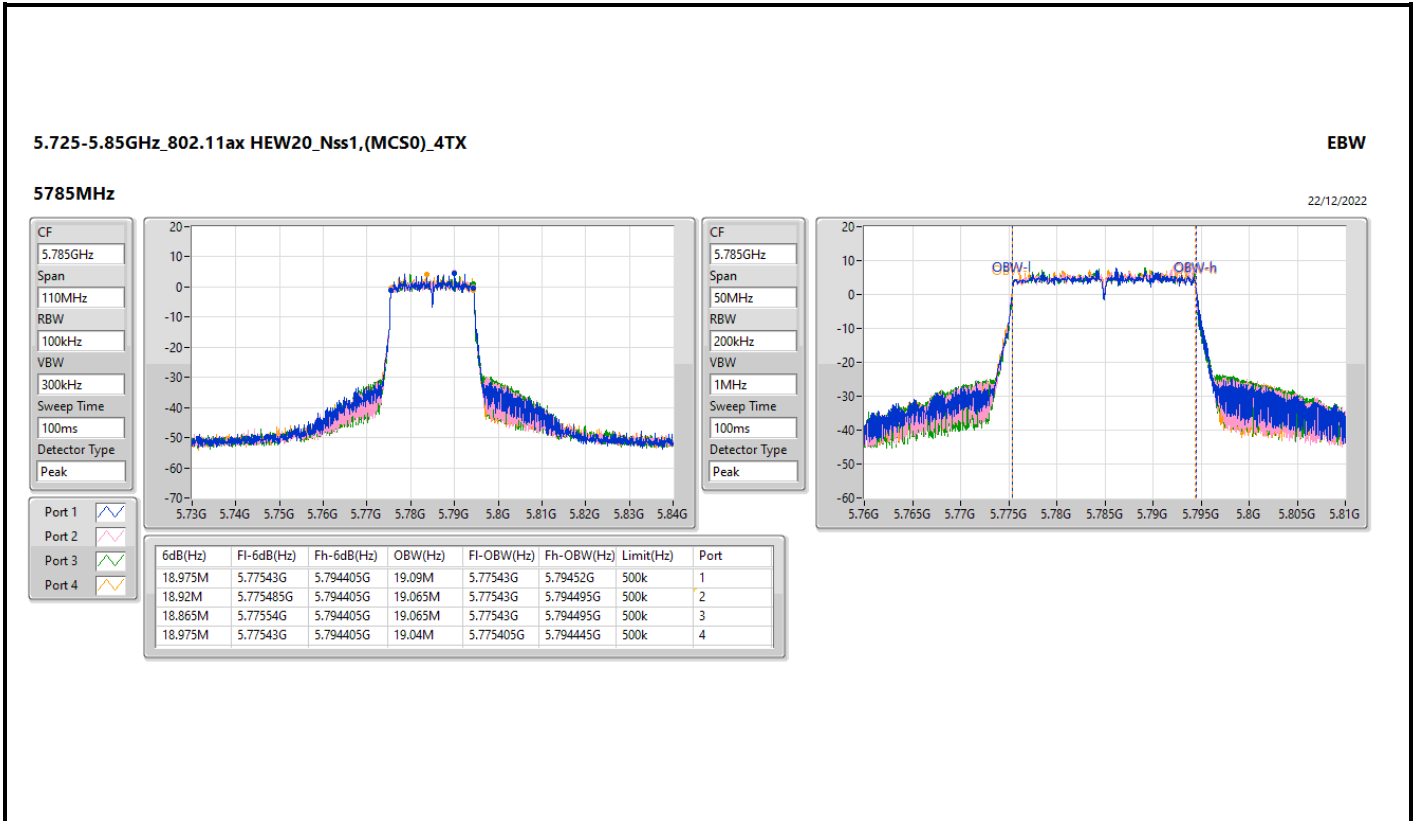 5.725-5.85GHz_802.11ax HEW20_Nss1,(MCS0)_4TX
EBW
5785MHz
22/12/2022
CF
5.785GHz
Span
110MHz
RBW
100kHz
VBW
300kHz
Sweep Time
100ms
Detector Type
Peak
20
10
0
-10
-20
-30
-40
-50
-60
-70
5.73G 5.74G 5.75G 5.76G 5.77G 5.78G 5.79G 5.8G 5.81G 5.82G 5.83G 5.84G
CF
5.785GHz
Span
50MHz
RBW
200kHz
VBW
1MHz
Sweep Time
100ms
Detector Type
Peak
20
10
0
-10
-20
-30
-40
-50
-60
OBW-l OBW-h
5.76G 5.765G 5.77G 5.775G 5.78G 5.785G 5.79G 5.795G 5.8G 5.805G 5.81G
Port 1
Port 2
Port 3
Port 4
6dB(Hz) Fl-6dB(Hz) Fh-6dB(Hz) OBW(Hz) Fl-OBW(Hz) Fh-OBW(Hz) Limit(Hz) Port
18.975M 5.77543G 5.794405G 19.09M 5.77543G 5.79452G 500k 1
18.92M 5.775485G 5.794405G 19.065M 5.77543G 5.794495G 500k 2
18.865M 5.77554G 5.794405G 19.065M 5.77543G 5.794495G 500k 3
18.975M 5.77543G 5.794405G 19.04M 5.775405G 5.794445G 500k 4